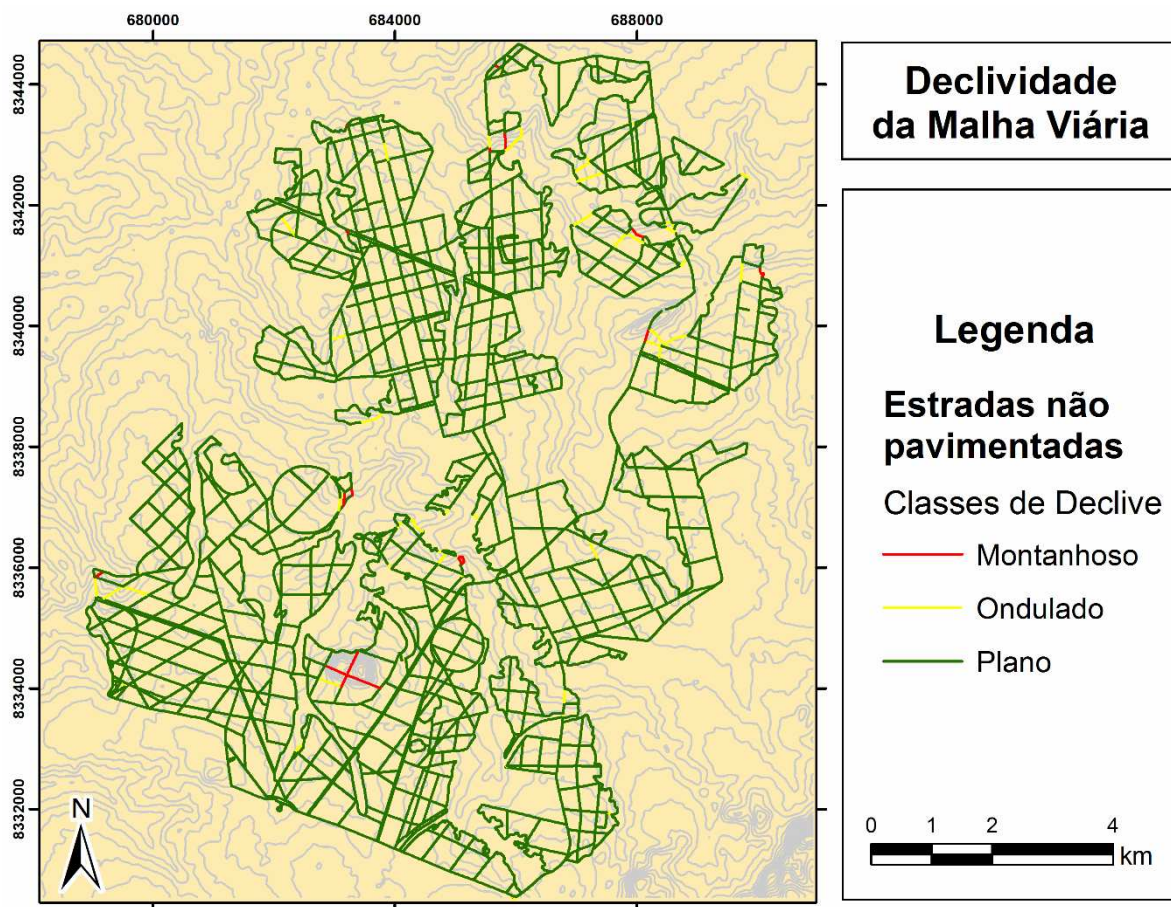 680000
684000
688000
8344000
8342000
8340000
8338000
8336000
8334000
8332000
N
Declividade
da Malha Viária
Legenda
Estradas não
pavimentadas
Classes de Declive
Montanhoso
Ondulado
Plano
0 1 2 4
km